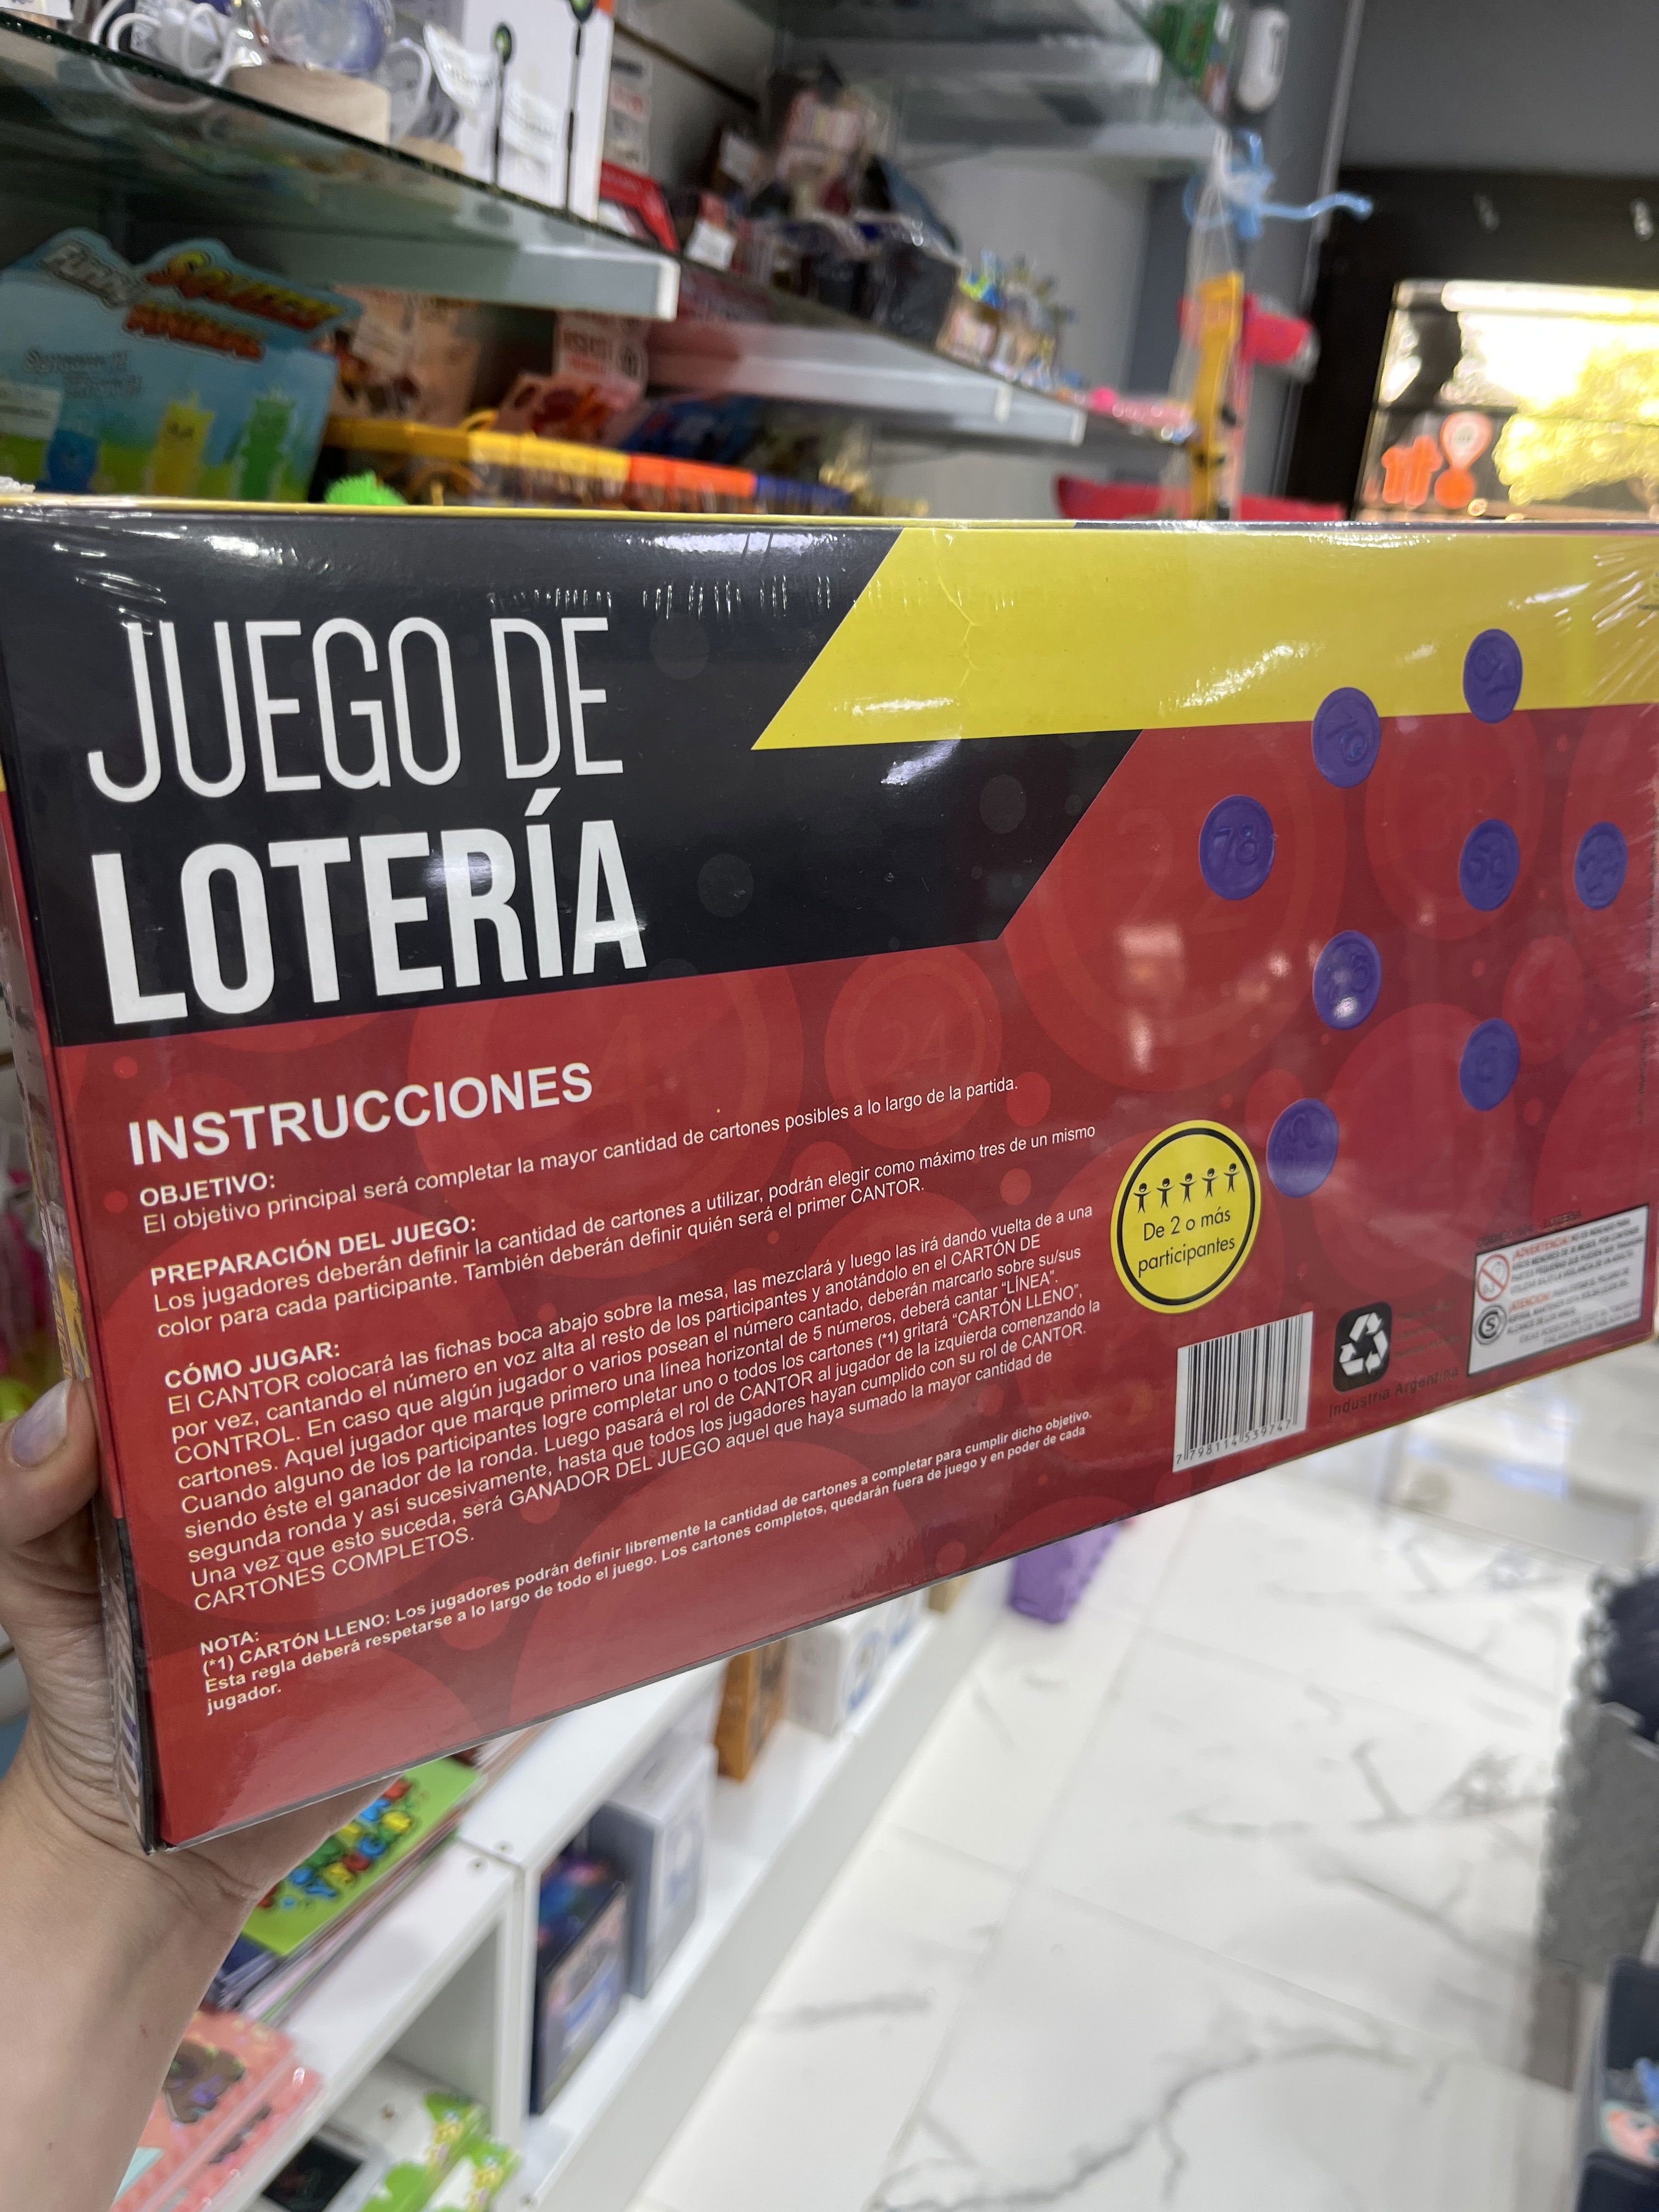 Funny
SQUEEZE
ANIMAL
JUEGO DE
LOTERÍA
INSTRUCCIONES
OBJETIVO:
El objetivo principal será completar la mayor cantidad de cartones posibles a lo largo de la partida.
PREPARACIÓN DEL JUEGO:
Los jugadores deberán definir la cantidad de cartones a utilizar, podrán elegir como máximo tres de un mismo
color para cada participante. También deberán definir quién será el primer CANTOR.
CÓMO JUGAR:
El CANTOR colocará las fichas boca abajo sobre la mesa, las mezclará y luego las irá dando vuelta de a una
por vez, cantando el número en voz alta al resto de los participantes y anotándolo en el CARTÓN DE
CONTROL. En caso que algún jugador o varios posean el número cantado, deberán marcarlo sobre su/sus
cartones. Aquel jugador que marque primero una línea horizontal de 5 números, deberá cantar "LÍNEA".
Cuando alguno de los participantes logre completar uno o todos los cartones (*1) gritará "CARTÓN LLENO",
siendo éste el ganador de la ronda. Luego pasará el rol de CANTOR al jugador de la izquierda comenzando la
segunda ronda y así sucesivamente, hasta que todos los jugadores hayan cumplido con su rol de CANTOR.
Una vez que esto suceda, será GANADOR DEL JUEGO aquel que haya sumado la mayor cantidad de
CARTONES COMPLETOS.
NOTA:
(*1) CARTÓN LLENO: Los jugadores podrán definir libremente la cantidad de cartones a completar para cumplir dicho objetivo.
Esta regla deberá respetarse a lo largo de todo el juego. Los cartones completos, quedarán fuera de juego y en poder de cada
jugador.
De 2 o más
participantes
70
78
22
24
7 798114 539747
Industria Argentina
ADVERTENCIA
ATENCIÓN